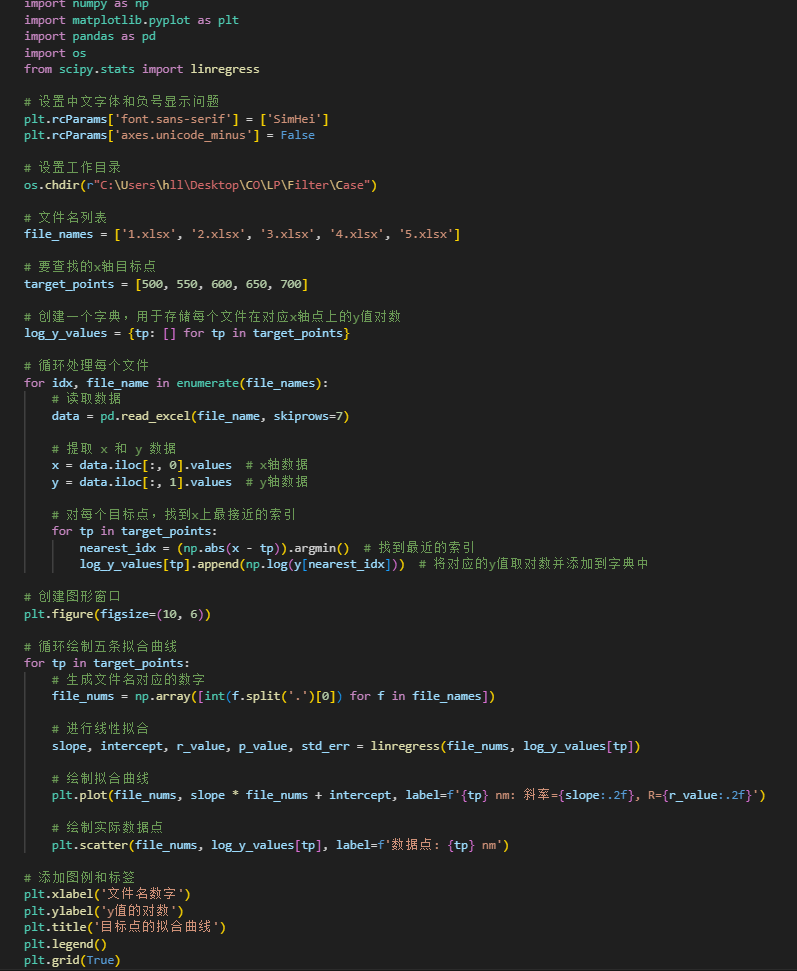 import numpy as np
import matplotlib.pyplot as plt
import pandas as pd
import os
from scipy.stats import linregress
# 设置中文字体和负号显示问题
plt.rcParams['font.sans-serif'] = ['SimHei']
plt.rcParams['axes.unicode_minus'] = False
# 设置工作目录
os.chdir(r"C:\Users\hll\Desktop\CO\LP\Filter\Case")
# 文件名列表
file_names = ['1.xlsx', '2.xlsx', '3.xlsx', '4.xlsx', '5.xlsx']
# 要查找的x轴目标点
target_points = [500, 550, 600, 650, 700]
# 创建一个字典，用于存储每个文件在对应x轴点上的y值对数
log_y_values = {tp: [] for tp in target_points}
# 循环处理每个文件
for idx, file_name in enumerate(file_names):
    # 读取数据
    data = pd.read_excel(file_name, skiprows=7)
    # 提取 x 和 y 数据
    x = data.iloc[:, 0].values  # x轴数据
    y = data.iloc[:, 1].values  # y轴数据
    # 对每个目标点，找到x上最接近的索引
    for tp in target_points:
        nearest_idx = (np.abs(x - tp)).argmin()  # 找到最近的索引
        log_y_values[tp].append(np.log(y[nearest_idx]))  # 将对应的y值取对数并添加到字典中
# 创建图形窗口
plt.figure(figsize=(10, 6))
# 循环绘制五条拟合曲线
for tp in target_points:
    # 生成文件名对应的数字
    file_nums = np.array([int(f.split('.')[0]) for f in file_names])
    # 进行线性拟合
    slope, intercept, r_value, p_value, std_err = linregress(file_nums, log_y_values[tp])
    # 绘制拟合曲线
    plt.plot(file_nums, slope * file_nums + intercept, label=f'{tp} nm: 斜率={slope:.2f}, R={r_value:.2f}')
    # 绘制实际数据点
    plt.scatter(file_nums, log_y_values[tp], label=f'数据点: {tp} nm')
# 添加图例和标签
plt.xlabel('文件名数字')
plt.ylabel('y值的对数')
plt.title('目标点的拟合曲线')
plt.legend()
plt.grid(True)